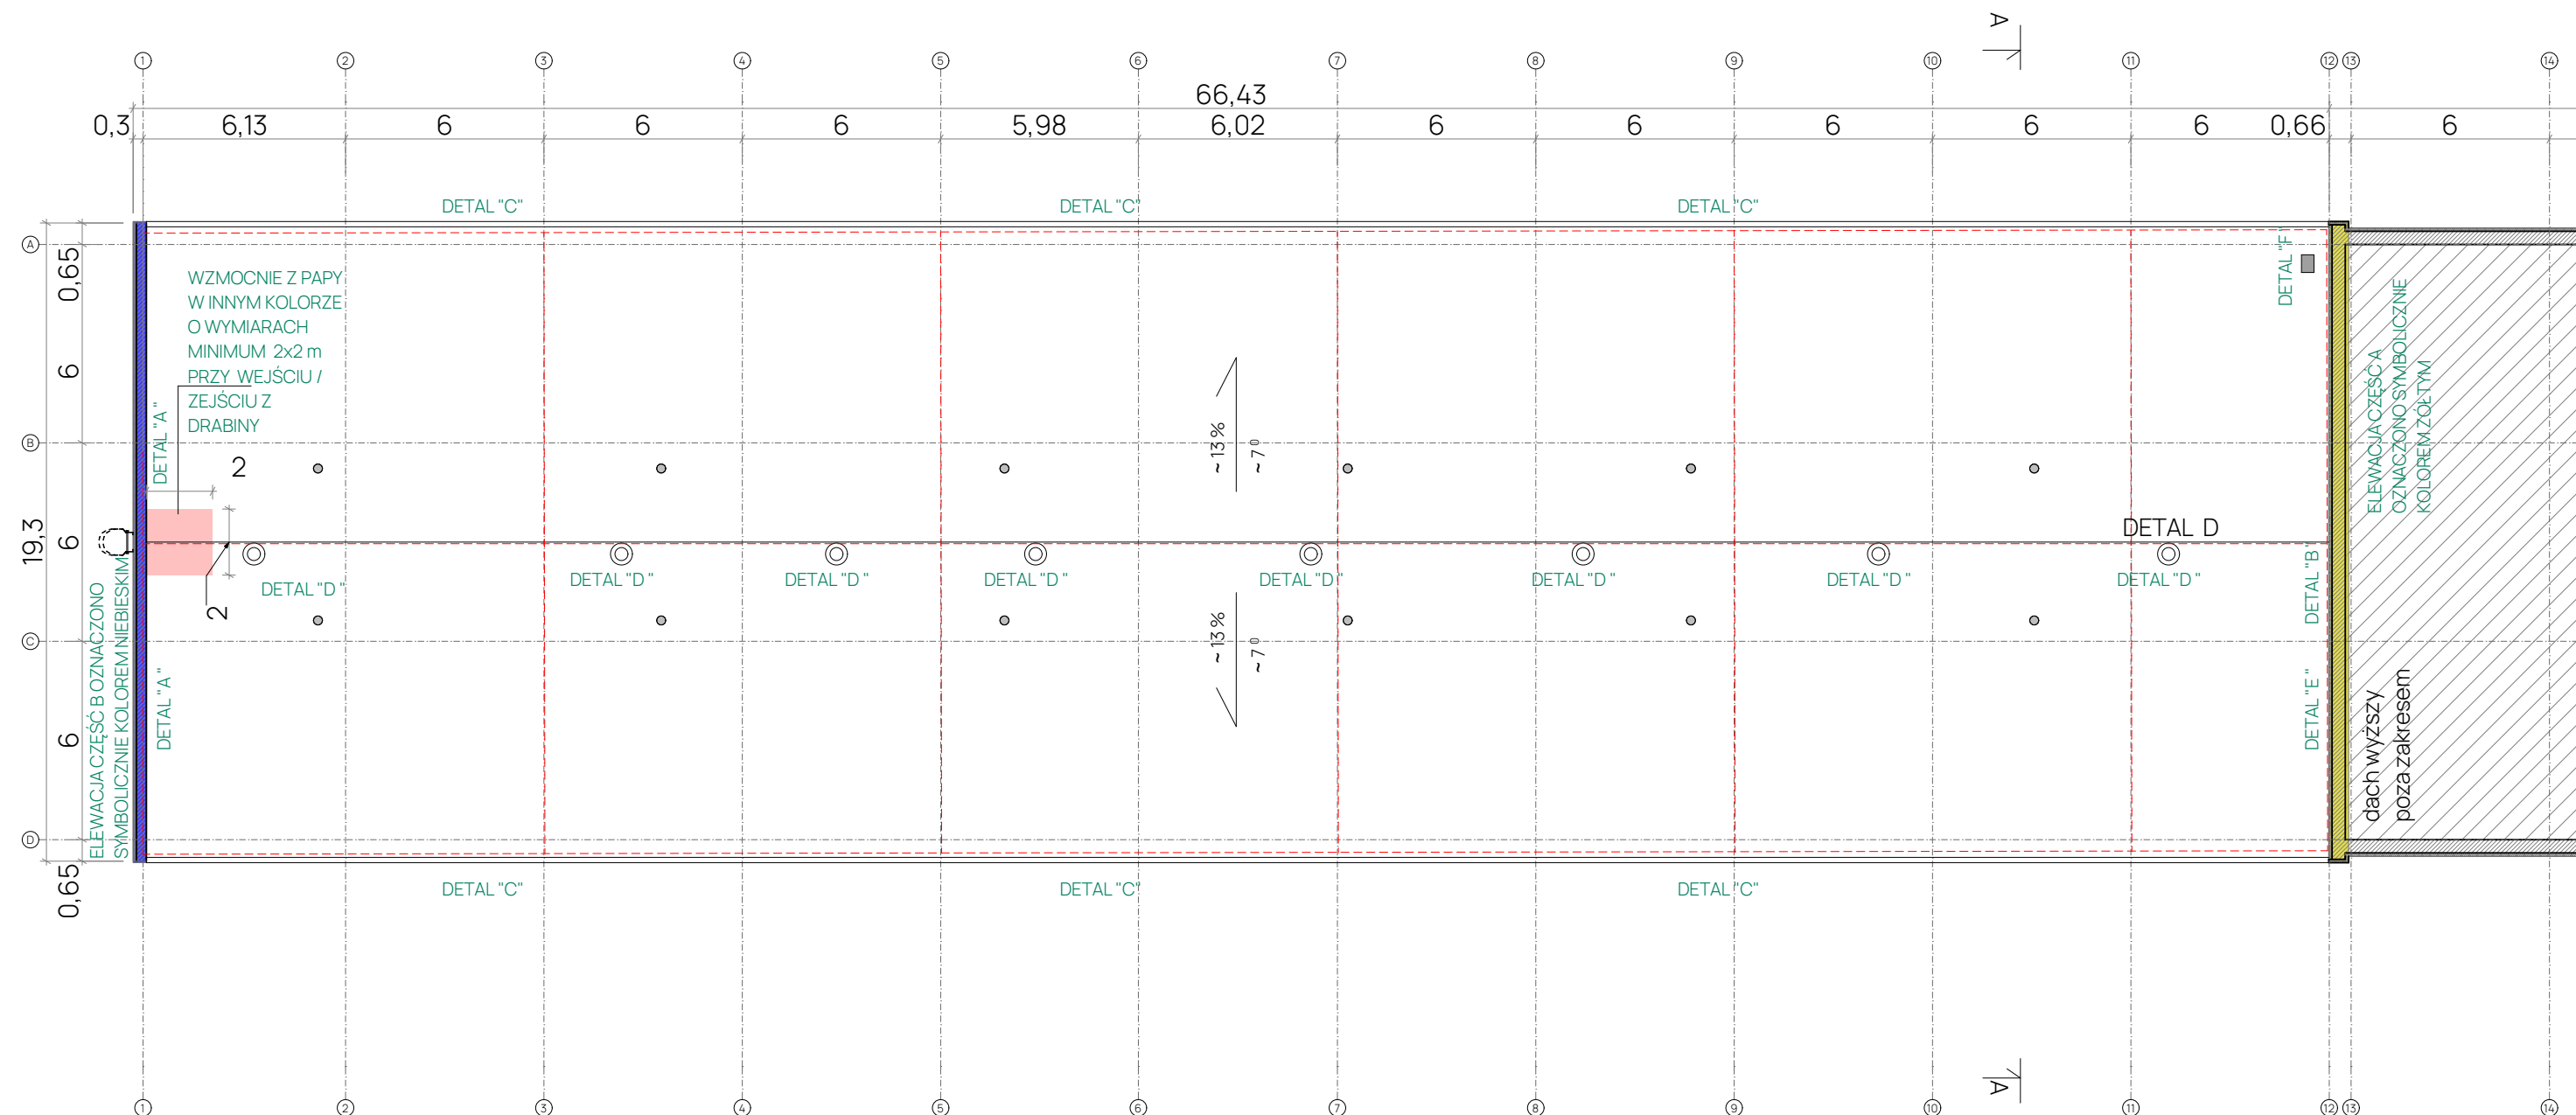 A
1 2 3 4 5 6 7 8 9 10 11 12 13 14
66,43
0,3 6,13 6 6 6 5,98 6,02 6 6 6 6 6 0,66 6
DETAL "C" DETAL "C" DETAL "C"
A
0,65
WZMOCNIE Z PAPY
W INNYM KOLORZE
O WYMIARACH
MINIMUM 2x2 m
PRZY WEJŚCIU /
ZEJŚCIU Z
DRABINY
DETAL "F"
ELEWACJA CZĘŚĆ A
OZNACZONO SYMBOLICZNIE
KOLOREM ŻÓŁTYM
6
DETAL "A"
B
2
~ 13 %
~ 7 0
19,3
6
DETAL D
2
DETAL "D" DETAL "D" DETAL "D" DETAL "D" DETAL "D" DETAL "D" DETAL "D" DETAL "D"
DETAL "B"
ELEWACJA CZĘŚĆ B OZNACZONO
SYMBOLICZNIE KOLOREM NIEBIESKIM
C
~ 13 %
~ 7 0
DETAL "A"
DETAL "E"
dach wyższy
poza zakresem
6
D
0,65
DETAL "C" DETAL "C" DETAL "C"
A
1 2 3 4 5 6 7 8 9 10 11 12 13 14